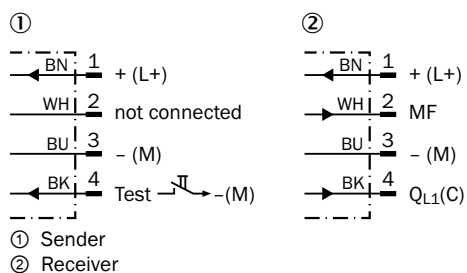 ① ②
BN 1 + (L+) BN 1 + (L+)
WH 2 not connected WH 2 MF
BU 3 – (M) BU 3 – (M)
BK 4 Test –(M) BK 4 QL1(C)
① Sender
② Receiver